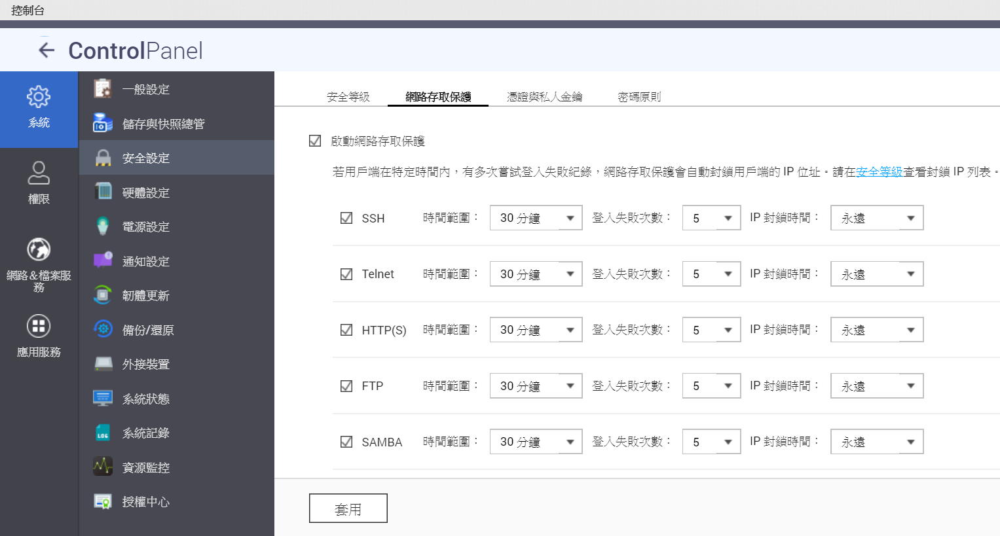 控制台
ControlPanel
系統
權限
網路&檔案服
務
應用服務
一般設定
儲存與快照總管
安全設定
硬體設定
電源設定
通知設定
韌體更新
備份/還原
外接裝置
系統狀態
系統記錄
資源監控
授權中心
安全等級 網路存取保護 憑證與私人金鑰 密碼原則
啟動網路存取保護
若用戶端在特定時間內，有多次嘗試登入失敗紀錄，網路存取保護會自動封鎖用戶端的 IP 位址。請在安全等級查看封鎖 IP 列表。
SSH 時間範圍： 30 分鐘 登入失敗次數： 5 IP 封鎖時間： 永遠
Telnet 時間範圍： 30 分鐘 登入失敗次數： 5 IP 封鎖時間： 永遠
HTTP(S) 時間範圍： 30 分鐘 登入失敗次數： 5 IP 封鎖時間： 永遠
FTP 時間範圍： 30 分鐘 登入失敗次數： 5 IP 封鎖時間： 永遠
SAMBA 時間範圍： 30 分鐘 登入失敗次數： 5 IP 封鎖時間： 永遠
套用